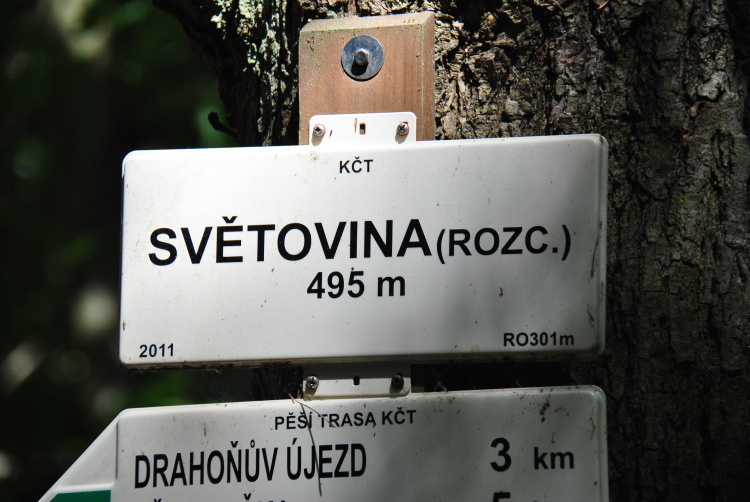 KČT
SVĚTOVINA (ROZC.)
495 m
2011 RO301m
PĚŠÍ TRASA KČT
DRAHOŇŮV ÚJEZD 3 km